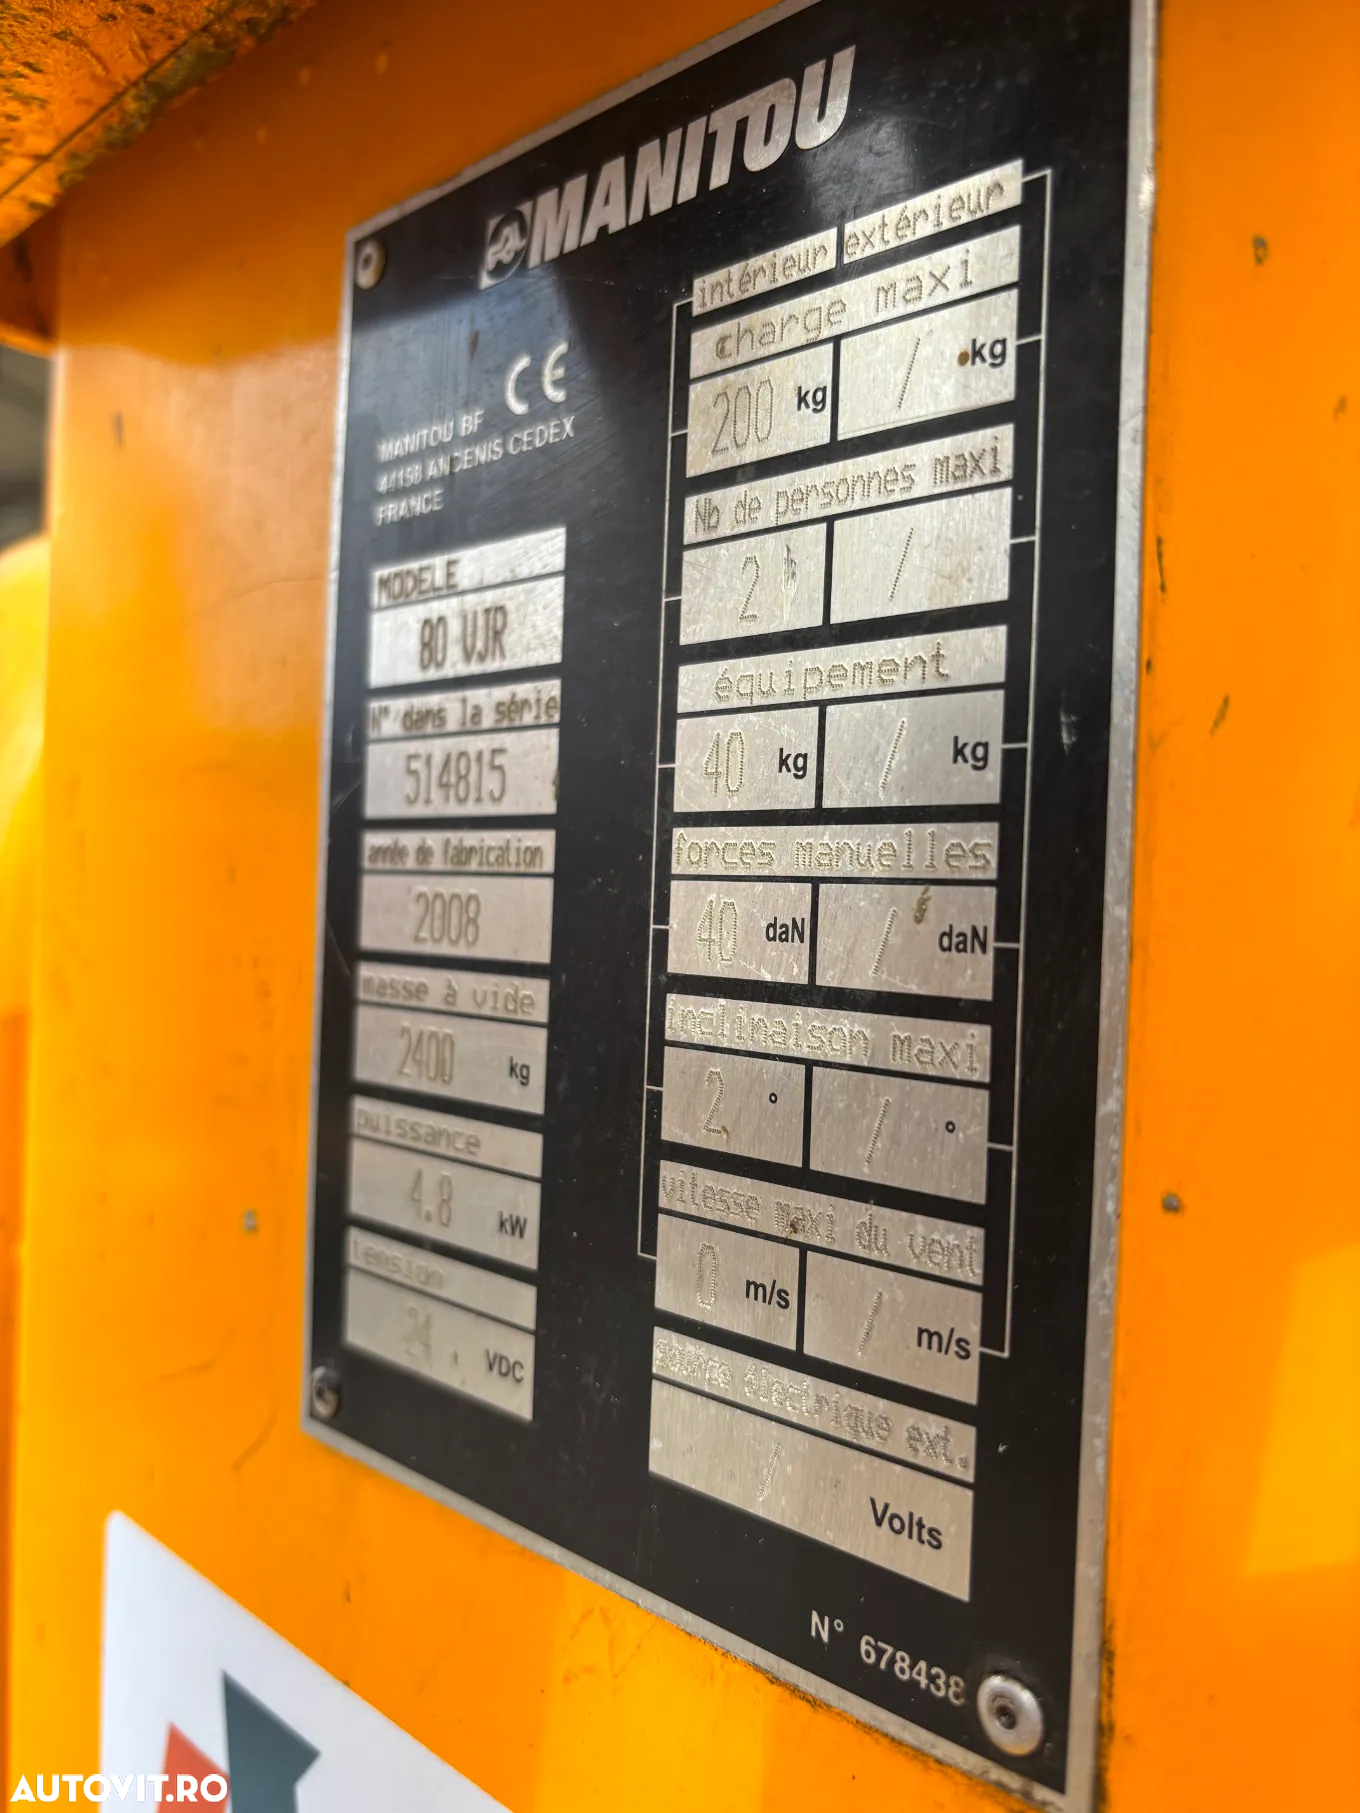 MANITOU
CE
MANITOU BF
44158 ANCENIS CEDEX
FRANCE
MODELE
80 VJR
N° dans la série
514815
année de fabrication
2008
masse à vide
2400 kg
puissance
4.8 kW
tension
24 VDC
intérieur extérieur
charge maxi
200 kg / kg
Nb de personnes maxi
2 /
équipement
40 kg / kg
forces manuelles
40 daN / daN
inclinaison maxi
2 ° / °
vitesse maxi du vent
0 m/s / m/s
source électrique ext.
/ Volts
N° 678438
AUTOVIT.RO